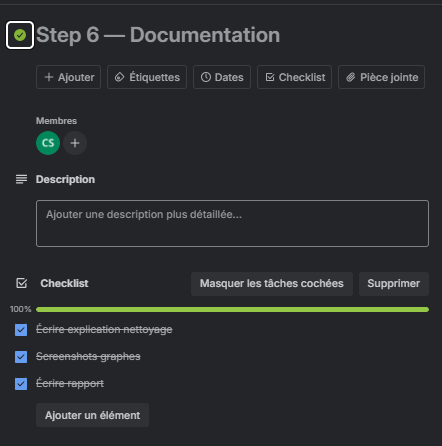 Step 6 — Documentation
Ajouter
Étiquettes
Dates
Checklist
Pièce jointe
Membres
CS
Description
Ajouter une description plus détaillée...
Checklist
Masquer les tâches cochées
Supprimer
100%
Écrire explication nettoyage
Screenshots graphes
Écrire rapport
Ajouter un élément